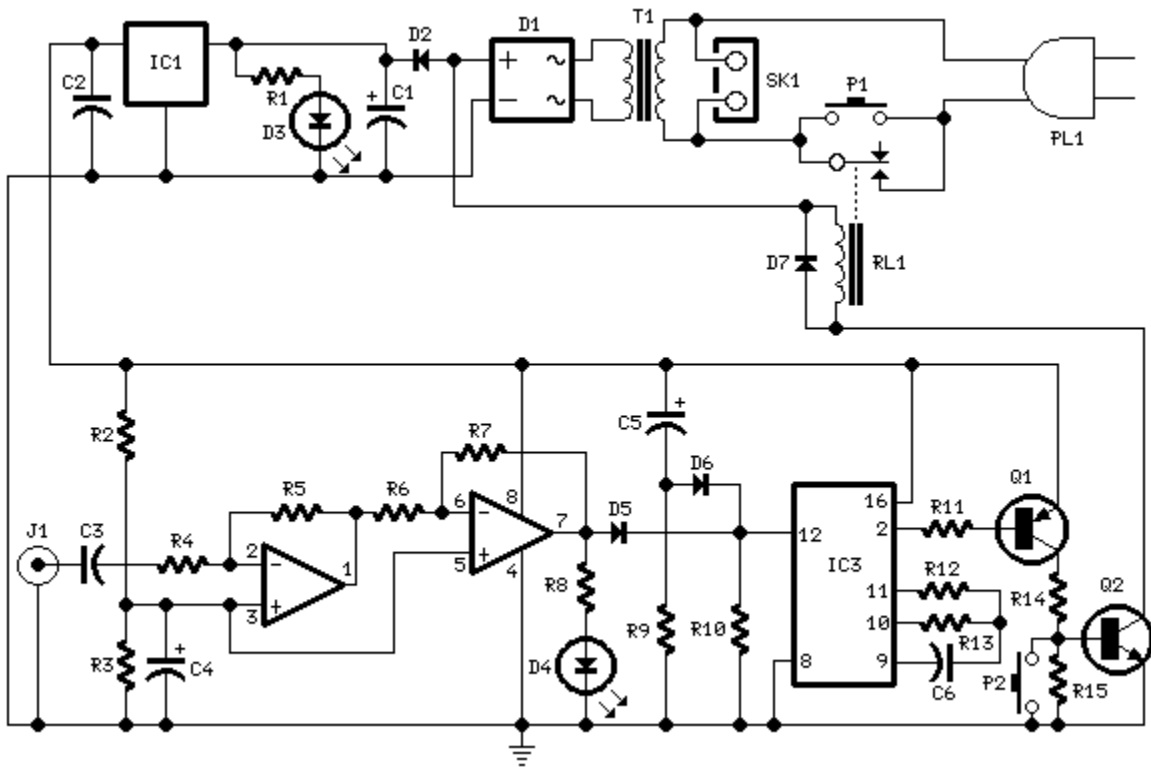 D1 T1
D2
C2 IC1 C1 + + ~ SK1
R1 P1
D3 − ~ PL1
D7 RL1
+
R2 C5
R7 D6 Q1
R5 R6 6 − 8 16 R11
J1 C3 D5 2
R4 2 − 7 12
1 + IC3 R12 Q2
5 4 R8 11 R14
+ 3 R9 R10 10
R3 + C4 D4 8 9 R13
C6 P2 R15